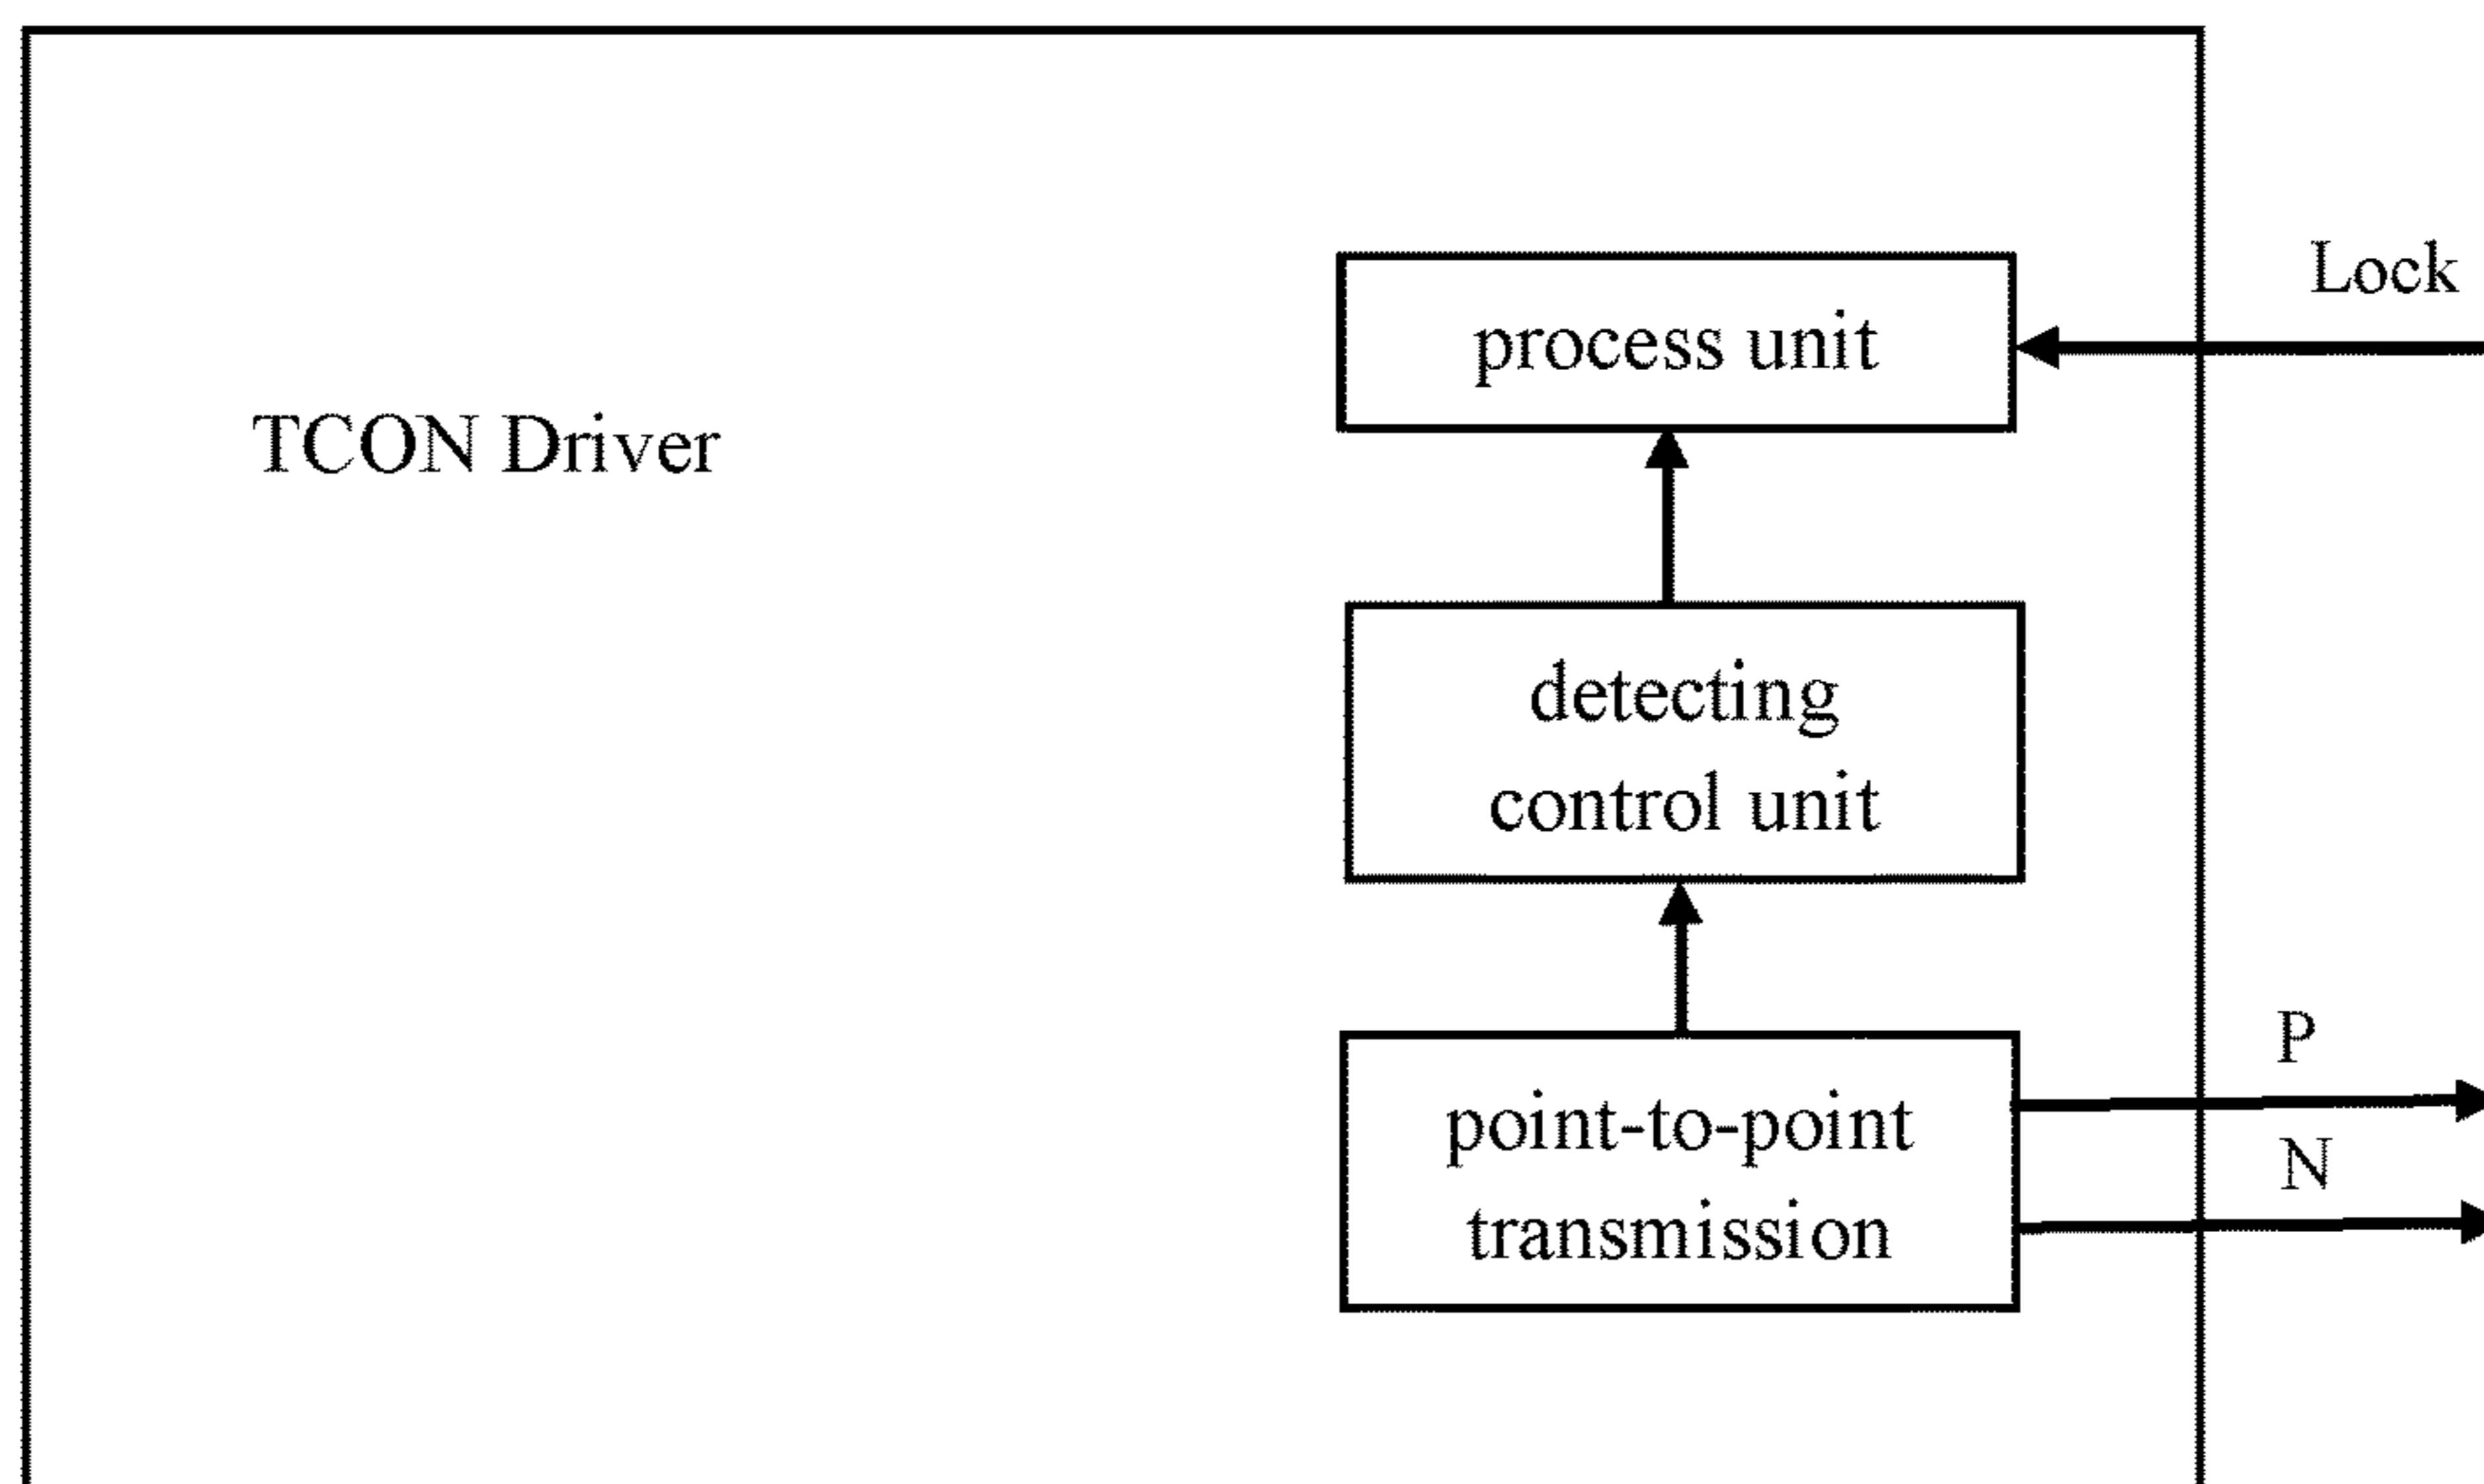 Lock
process unit
TCON Driver
detecting
control unit
P
point-to-point
N
transmission